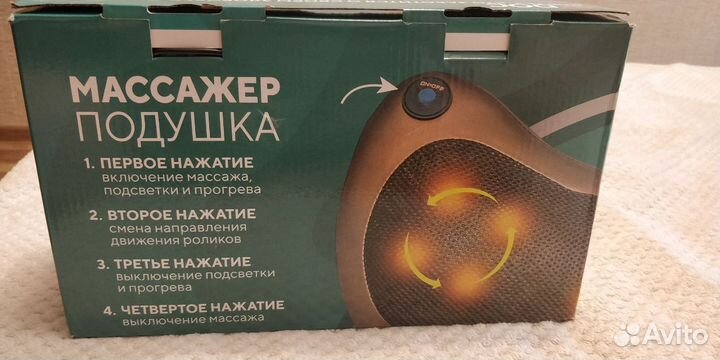 МАССАЖЕР
ПОДУШКА
1. ПЕРВОЕ НАЖАТИЕ
включение массажа,
подсветки и прогрева
2. ВТОРОЕ НАЖАТИЕ
смена направления
движения роликов
3. ТРЕТЬЕ НАЖАТИЕ
выключение подсветки
и прогрева
4. ЧЕТВЕРТОЕ НАЖАТИЕ
выключение массажа
ON/OFF
Avito